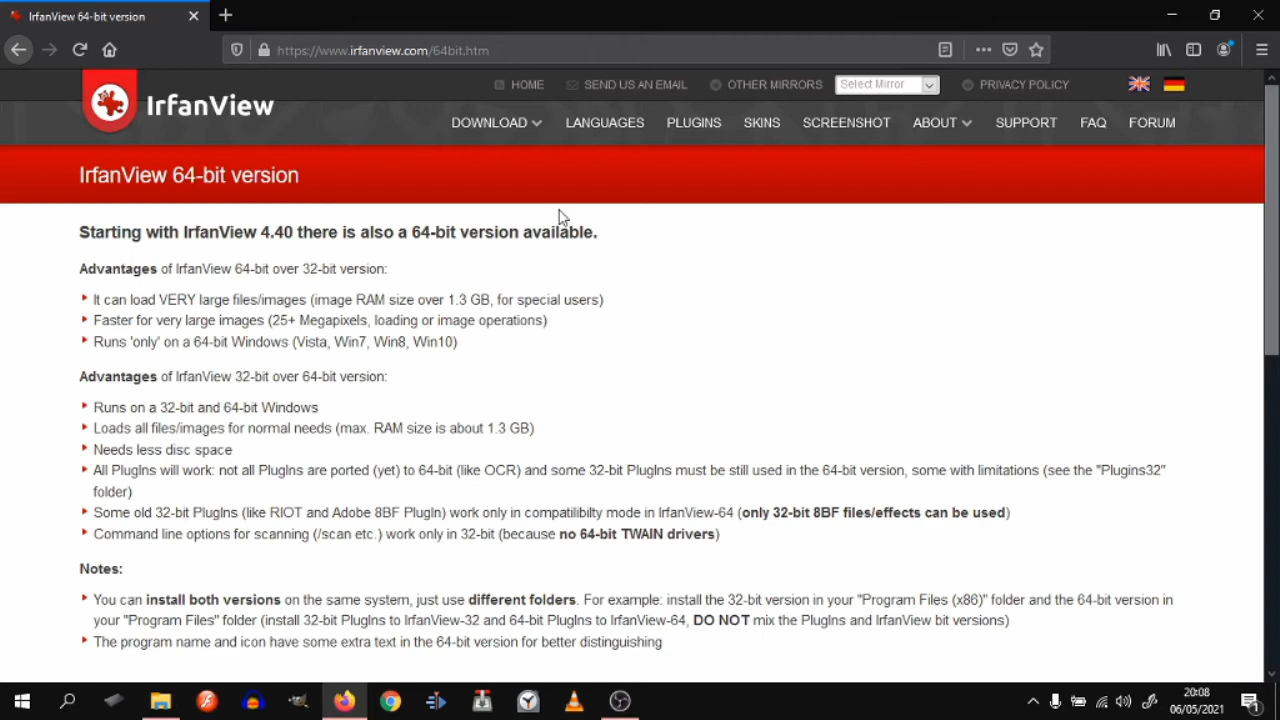 IrfanView 64-bit version
https://www.irfanview.com/64bit.htm
HOME SEND US AN EMAIL OTHER MIRRORS Select Mirror PRIVACY POLICY
IrfanView
DOWNLOAD LANGUAGES PLUGINS SKINS SCREENSHOT ABOUT SUPPORT FAQ FORUM
IrfanView 64-bit version
Starting with IrfanView 4.40 there is also a 64-bit version available.
Advantages of IrfanView 64-bit over 32-bit version:
It can load VERY large files/images (image RAM size over 1.3 GB, for special users)
Faster for very large images (25+ Megapixels, loading or image operations)
Runs 'only' on a 64-bit Windows (Vista, Win7, Win8, Win10)
Advantages of IrfanView 32-bit over 64-bit version:
Runs on a 32-bit and 64-bit Windows
Loads all files/images for normal needs (max. RAM size is about 1.3 GB)
Needs less disc space
All PlugIns will work: not all PlugIns are ported (yet) to 64-bit (like OCR) and some 32-bit PlugIns must be still used in the 64-bit version, some with limitations (see the "Plugins32"
folder)
Some old 32-bit PlugIns (like RIOT and Adobe 8BF PlugIn) work only in compatibilty mode in IrfanView-64 (only 32-bit 8BF files/effects can be used)
Command line options for scanning (/scan etc.) work only in 32-bit (because no 64-bit TWAIN drivers)
Notes:
You can install both versions on the same system, just use different folders. For example: install the 32-bit version in your "Program Files (x86)" folder and the 64-bit version in
your "Program Files" folder (install 32-bit PlugIns to IrfanView-32 and 64-bit PlugIns to IrfanView-64, DO NOT mix the PlugIns and IrfanView bit versions)
The program name and icon have some extra text in the 64-bit version for better distinguishing
20:08
06/05/2021